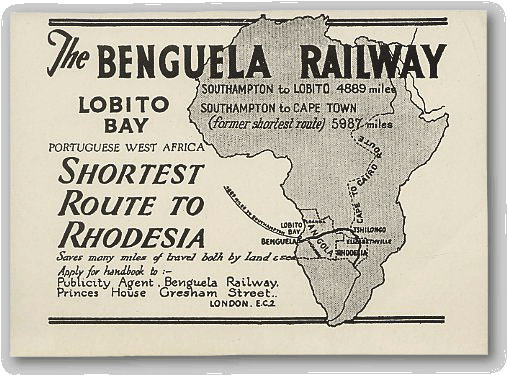 The BENGUELA RAILWAY
LOBITO BAY
PORTUGUESE WEST AFRICA
SOUTHAMPTON to LOBITO 4889 miles
SOUTHAMPTON to CAPE TOWN
(former shortest route) 5987 miles
SHORTEST
ROUTE TO
RHODESIA
Saves many miles of travel both by land & sea
Apply for handbook to :-
Publicity Agent, Benguela Railway.
Princes House Gresham Street..
LONDON. E.C.2
CAPE TO CAIRO ROUTE
LOBITO BAY
BENGUELA
ANGOLA
TSHILONGO
ELIZABETHVILLE
RHODESIA